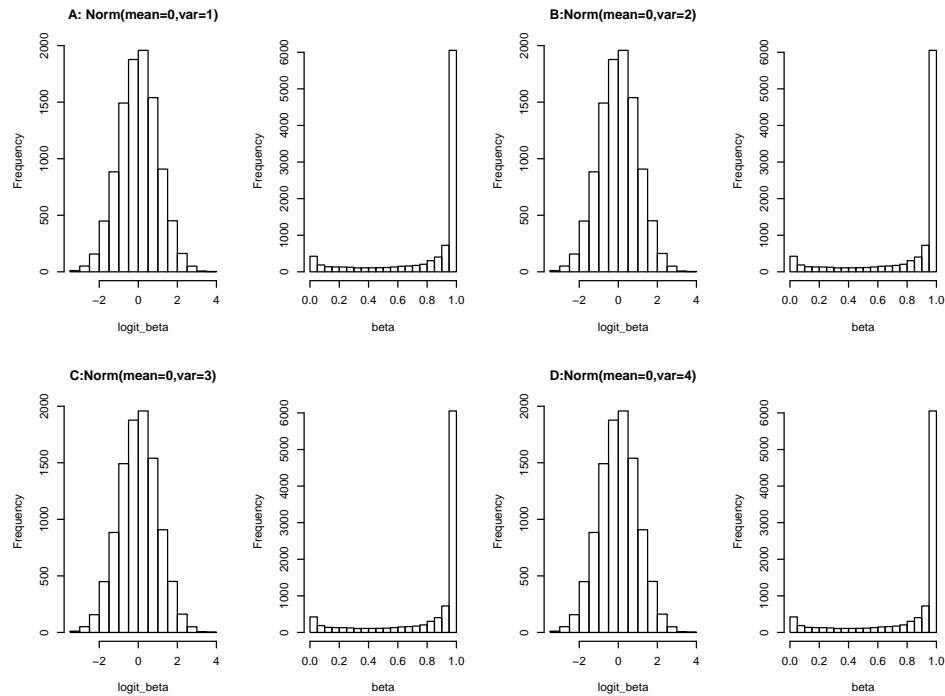 A: Norm(mean=0,var=1)
B:Norm(mean=0,var=2)
Frequency
0 500 1000 1500 2000
−2 0 2 4
logit_beta
Frequency
0 1000 2000 3000 4000 5000 6000
0.0 0.2 0.4 0.6 0.8 1.0
beta
Frequency
0 500 1000 1500 2000
−2 0 2 4
logit_beta
Frequency
0 1000 2000 3000 4000 5000 6000
0.0 0.2 0.4 0.6 0.8 1.0
beta
C:Norm(mean=0,var=3)
D:Norm(mean=0,var=4)
Frequency
0 500 1000 1500 2000
−2 0 2 4
logit_beta
Frequency
0 1000 2000 3000 4000 5000 6000
0.0 0.2 0.4 0.6 0.8 1.0
beta
Frequency
0 500 1000 1500 2000
−2 0 2 4
logit_beta
Frequency
0 1000 2000 3000 4000 5000 6000
0.0 0.2 0.4 0.6 0.8 1.0
beta